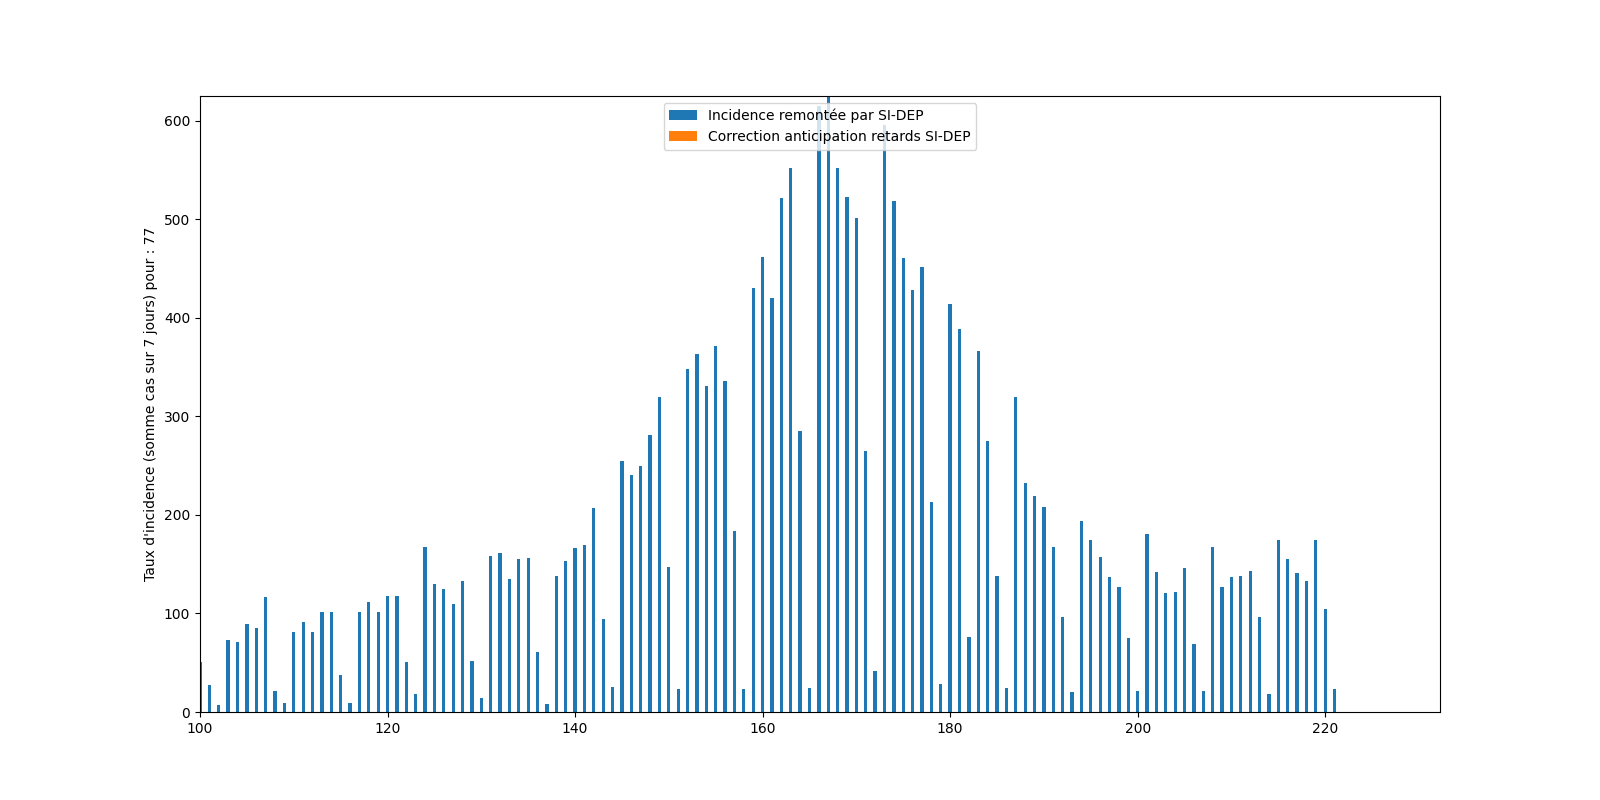 Incidence remontée par SI-DEP
Correction anticipation retards SI-DEP
Taux d'incidence (somme cas sur 7 jours) pour : 77
600
500
400
300
200
100
0
100 120 140 160 180 200 220